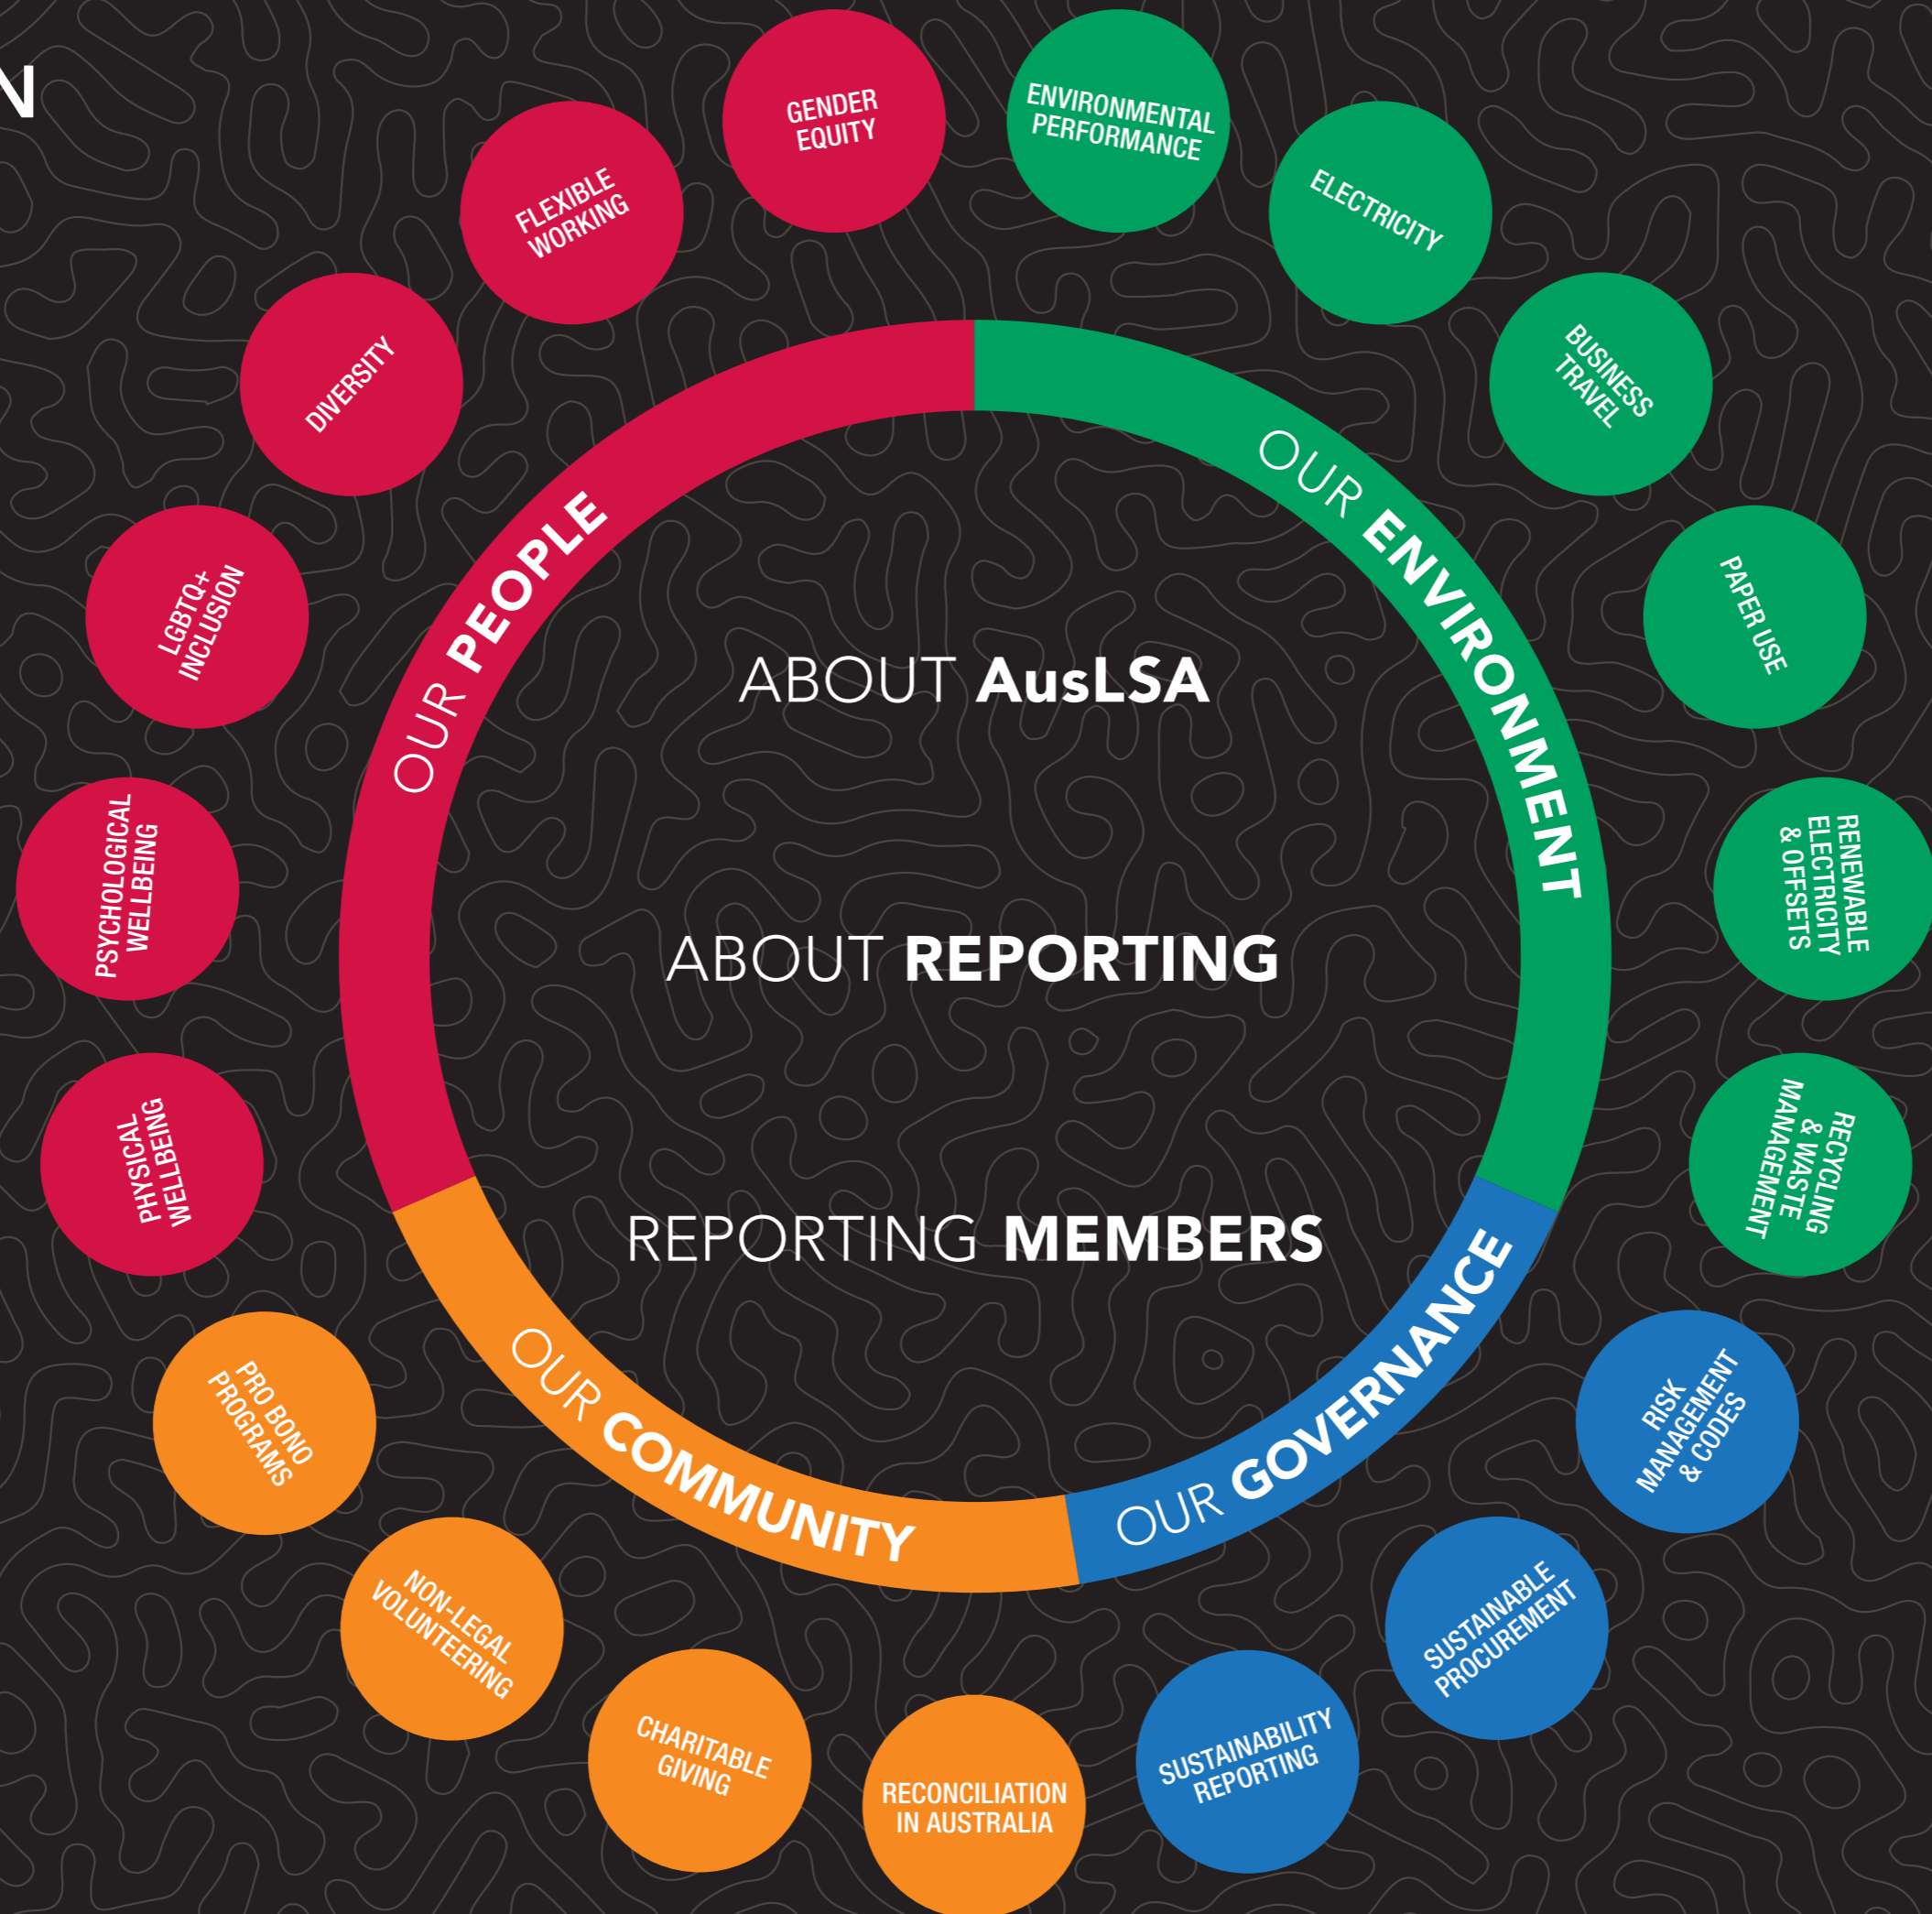 N
GENDER
EQUITY
ENVIRONMENTAL
PERFORMANCE
FLEXIBLE
WORKING
ELECTRICITY
DIVERSITY
BUSINESS
TRAVEL
LGBTQ+
INCLUSION
PAPER USE
PSYCHOLOGICAL
WELLBEING
RENEWABLE
ELECTRICITY
& OFFSETS
PHYSICAL
WELLBEING
RECYCLING
& WASTE
MANAGEMENT
PRO BONO
PROGRAMS
RISK
MANAGEMENT
& CODES
NON-LEGAL
VOLUNTEERING
SUSTAINABLE
PROCUREMENT
CHARITABLE
GIVING
SUSTAINABILITY
REPORTING
RECONCILIATION
IN AUSTRALIA
OUR PEOPLE
OUR ENVIRONMENT
OUR COMMUNITY
OUR GOVERNANCE
ABOUT AusLSA
ABOUT REPORTING
REPORTING MEMBERS